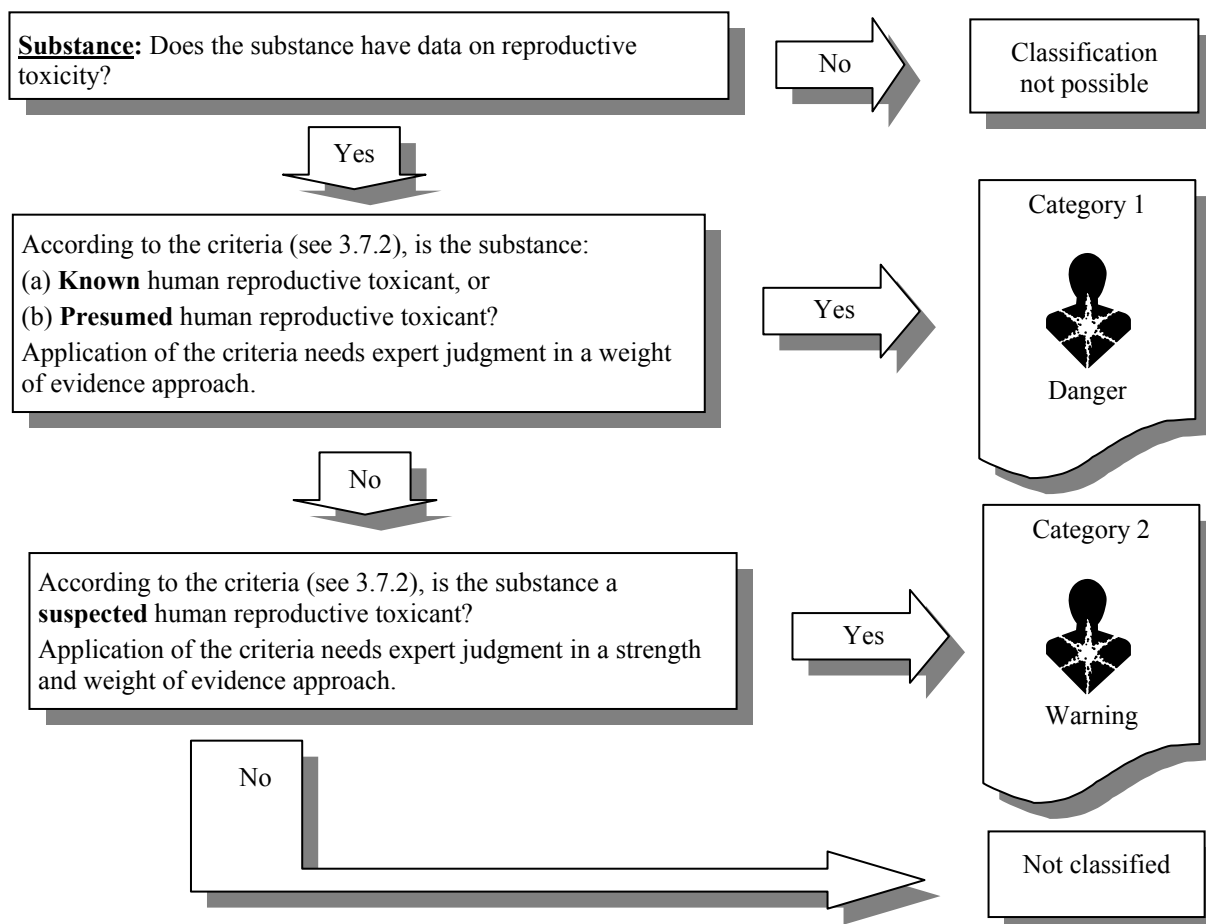 Substance: Does the substance have data on reproductive
toxicity?
No
Classification
not possible
Yes
According to the criteria (see 3.7.2), is the substance:
(a) Known human reproductive toxicant, or
(b) Presumed human reproductive toxicant?
Application of the criteria needs expert judgment in a weight
of evidence approach.
Yes
Category 1
Danger
No
According to the criteria (see 3.7.2), is the substance a
suspected human reproductive toxicant?
Application of the criteria needs expert judgment in a strength
and weight of evidence approach.
Yes
Category 2
Warning
No
Not classified